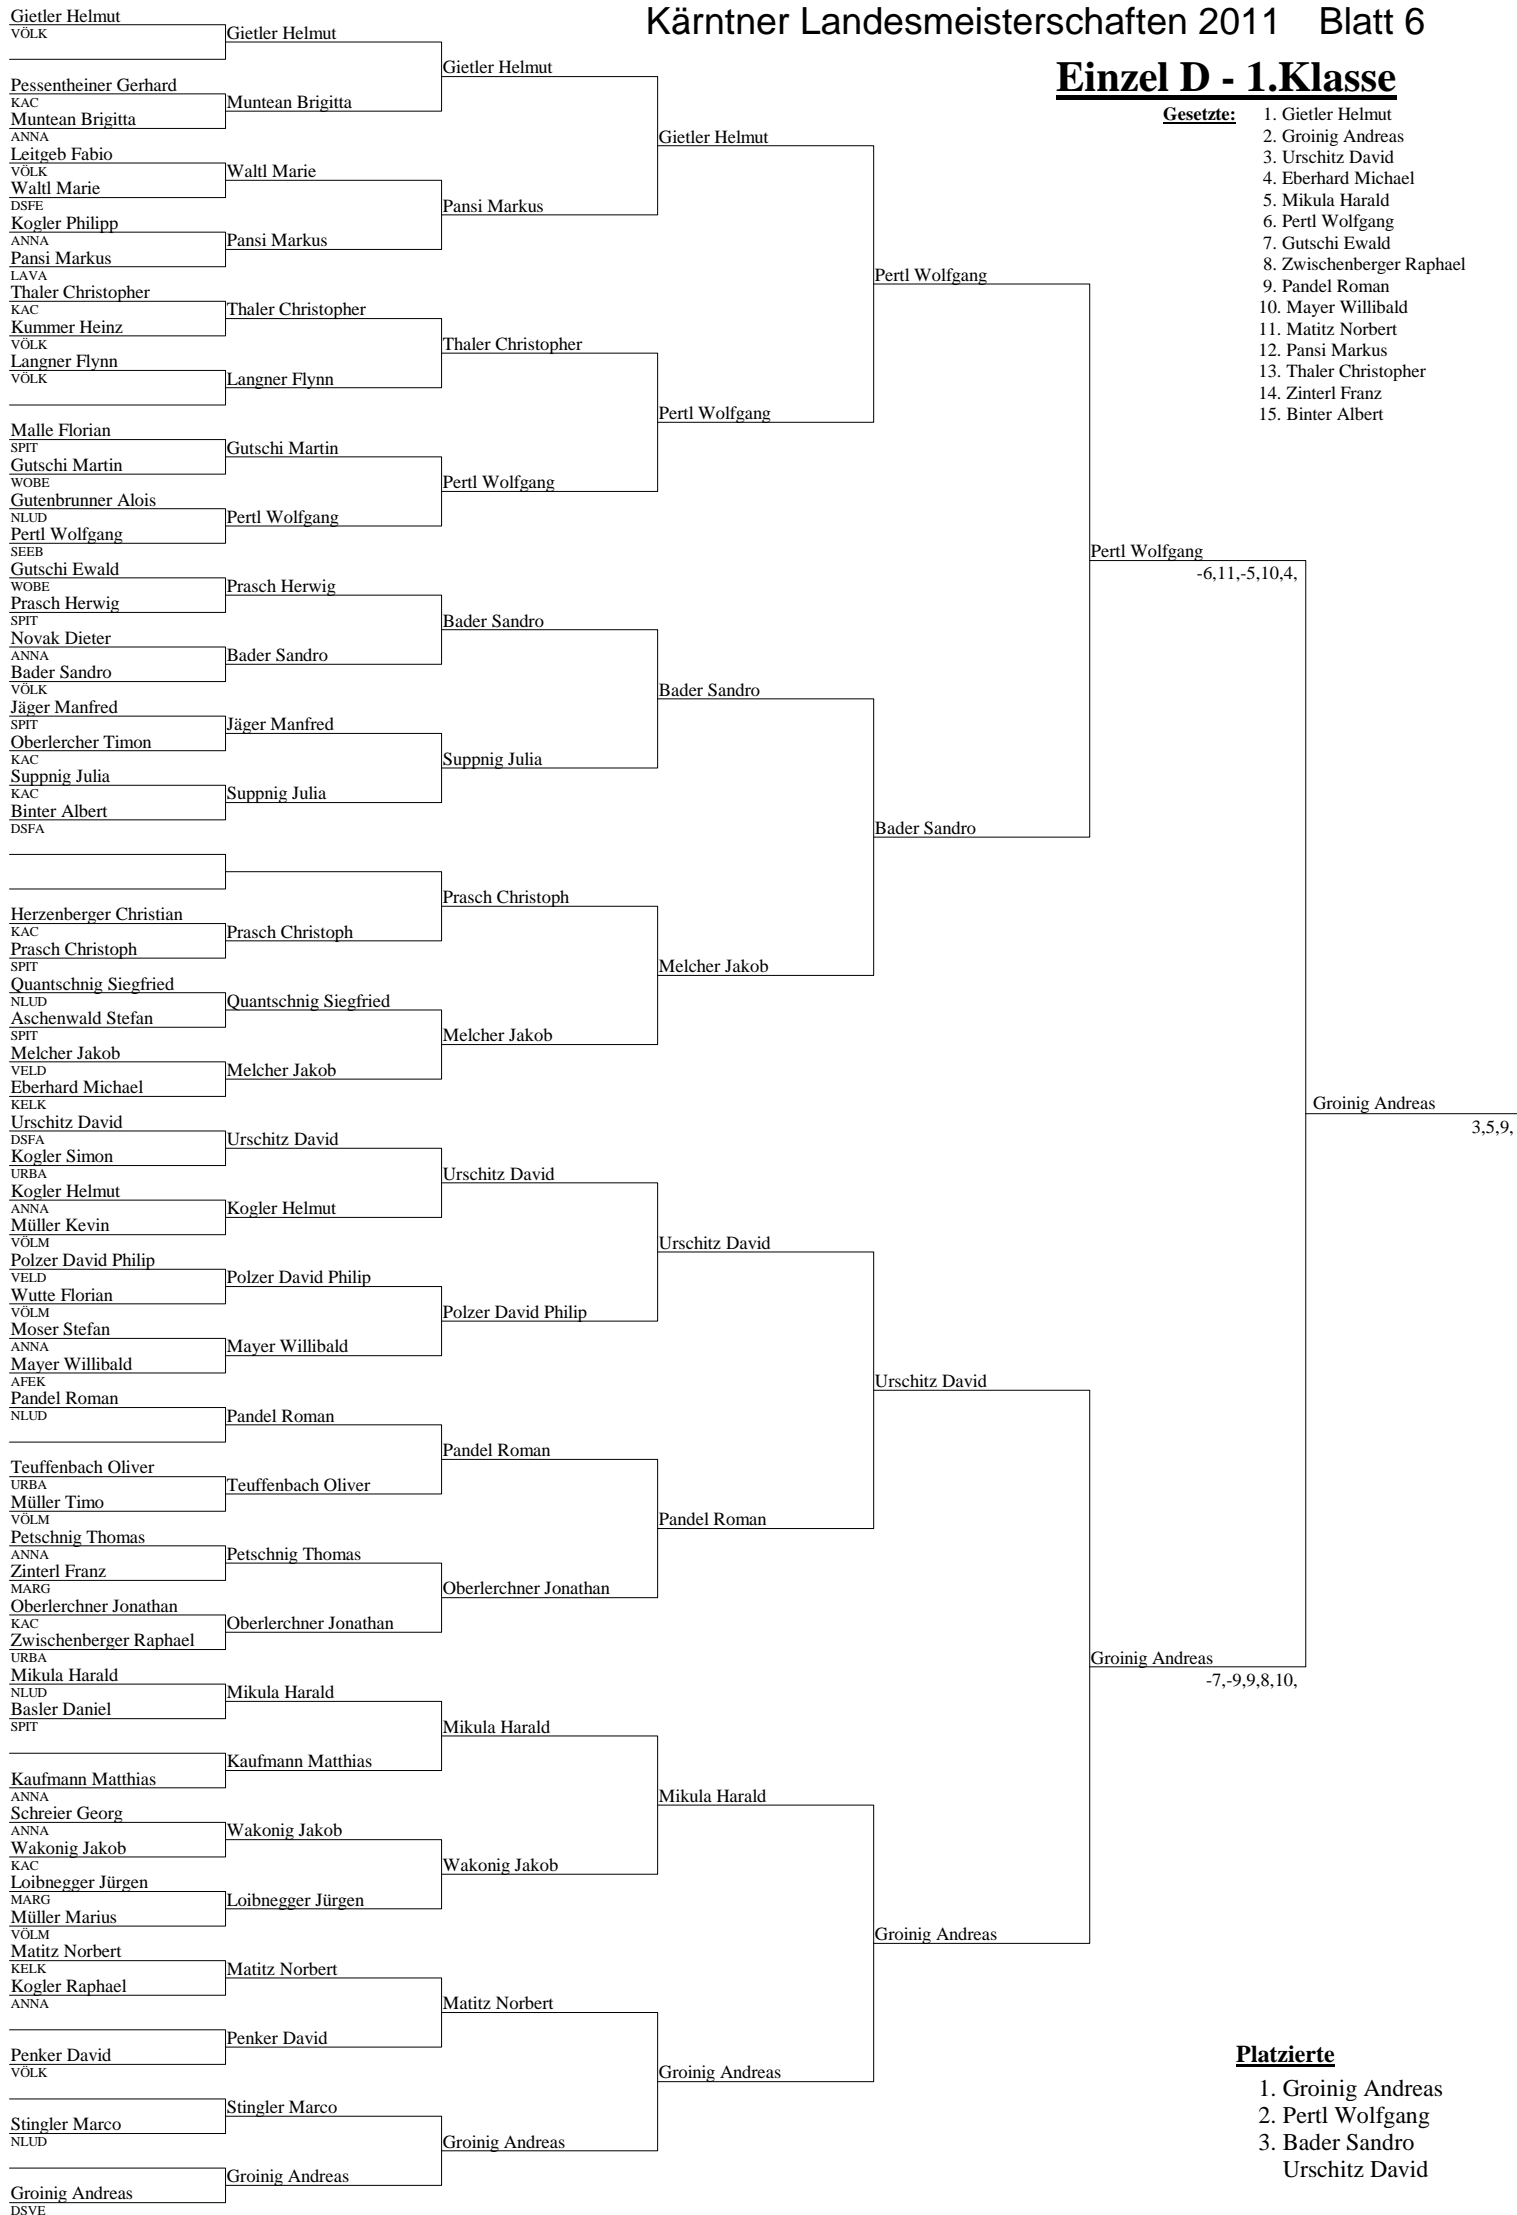 Kärntner Landesmeisterschaften 2011 Blatt 6
Einzel D - 1.Klasse
Gesetzte:
1. Gietler Helmut
2. Groinig Andreas
3. Urschitz David
4. Eberhard Michael
5. Mikula Harald
6. Pertl Wolfgang
7. Gutschi Ewald
8. Zwischenberger Raphael
9. Pandel Roman
10. Mayer Willibald
11. Matitz Norbert
12. Pansi Markus
13. Thaler Christopher
14. Zinterl Franz
15. Binter Albert
Gietler Helmut
VÖLK
Pessentheiner Gerhard
KAC
Muntean Brigitta
ANNA
Leitgeb Fabio
VÖLK
Waltl Marie
DSFE
Kogler Philipp
ANNA
Pansi Markus
LAVA
Thaler Christopher
KAC
Kummer Heinz
VÖLK
Langner Flynn
VÖLK
Malle Florian
SPIT
Gutschi Martin
WOBE
Gutenbrunner Alois
NLUD
Pertl Wolfgang
SEEB
Gutschi Ewald
WOBE
Prasch Herwig
SPIT
Novak Dieter
ANNA
Bader Sandro
VÖLK
Jäger Manfred
SPIT
Oberlercher Timon
KAC
Suppnig Julia
KAC
Binter Albert
DSFA
Herzenberger Christian
KAC
Prasch Christoph
SPIT
Quantschnig Siegfried
NLUD
Aschenwald Stefan
SPIT
Melcher Jakob
VELD
Eberhard Michael
KELK
Urschitz David
DSFA
Kogler Simon
URBA
Kogler Helmut
ANNA
Müller Kevin
VÖLM
Polzer David Philip
VELD
Wutte Florian
VÖLM
Moser Stefan
ANNA
Mayer Willibald
AFEK
Pandel Roman
NLUD
Teuffenbach Oliver
URBA
Müller Timo
VÖLM
Petschnig Thomas
ANNA
Zinterl Franz
MARG
Oberlerchner Jonathan
KAC
Zwischenberger Raphael
URBA
Mikula Harald
NLUD
Basler Daniel
SPIT
Kaufmann Matthias
ANNA
Schreier Georg
ANNA
Wakonig Jakob
KAC
Loibnegger Jürgen
MARG
Müller Marius
VÖLM
Matitz Norbert
KELK
Kogler Raphael
ANNA
Penker David
VÖLK
Stingler Marco
NLUD
Groinig Andreas
DSVE
Gietler Helmut
Muntean Brigitta
Waltl Marie
Pansi Markus
Thaler Christopher
Langner Flynn
Gutschi Martin
Pertl Wolfgang
Prasch Herwig
Bader Sandro
Jäger Manfred
Suppnig Julia
Prasch Christoph
Quantschnig Siegfried
Melcher Jakob
Urschitz David
Kogler Helmut
Polzer David Philip
Mayer Willibald
Pandel Roman
Teuffenbach Oliver
Petschnig Thomas
Oberlerchner Jonathan
Mikula Harald
Kaufmann Matthias
Wakonig Jakob
Loibnegger Jürgen
Matitz Norbert
Penker David
Stingler Marco
Groinig Andreas
Gietler Helmut
Pansi Markus
Thaler Christopher
Pertl Wolfgang
Bader Sandro
Suppnig Julia
Prasch Christoph
Melcher Jakob
Urschitz David
Polzer David Philip
Pandel Roman
Oberlerchner Jonathan
Mikula Harald
Wakonig Jakob
Matitz Norbert
Groinig Andreas
Gietler Helmut
Pertl Wolfgang
Bader Sandro
Melcher Jakob
Urschitz David
Pandel Roman
Mikula Harald
Groinig Andreas
Pertl Wolfgang
Bader Sandro
Urschitz David
Groinig Andreas
Pertl Wolfgang
-6,11,-5,10,4,
Groinig Andreas
-7,-9,9,8,10,
Groinig Andreas
3,5,9,
Platzierte
1. Groinig Andreas
2. Pertl Wolfgang
3. Bader Sandro
Urschitz David